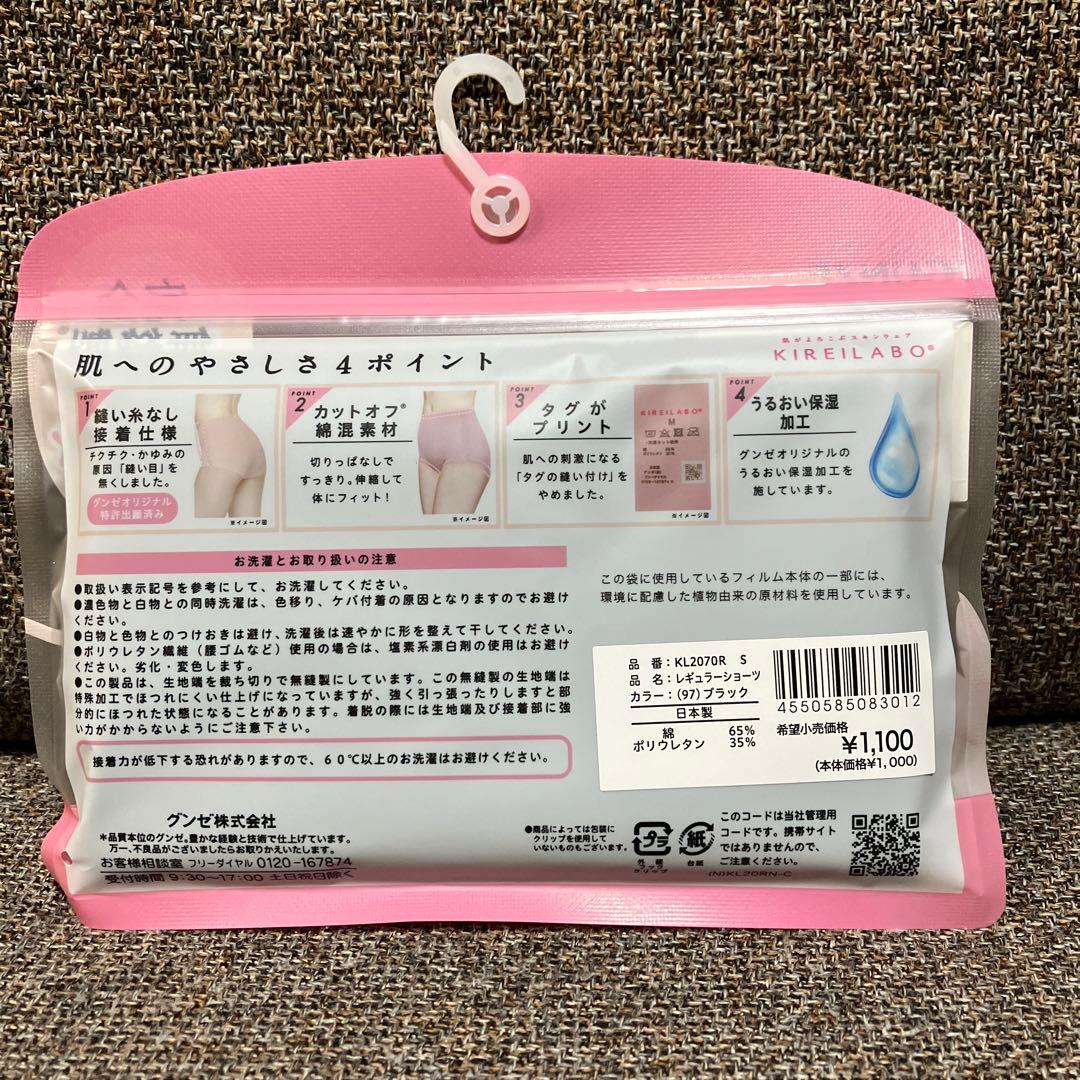 肌へのやさしさ4ポイント
肌がよろこぶスキンウェア
KIREILABO®
POINT
1
縫い糸なし
接着仕様
チクチク・かゆみの
原因「縫い目」を
無くしました。
グンゼオリジナル
特許出願済み
※イメージ図
POINT
2
カットオフ®
綿混素材
切りっぱなしで
すっきり。伸縮して
体にフィット!
※イメージ図
POINT
3
タグが
プリント
肌への刺激になる
「タグの縫い付け」を
やめました。
KIREILABO®
M
※イメージ図
POINT
4
うるおい保湿
加工
グンゼオリジナルの
うるおい保湿加工を
施しています。
お洗濯とお取り扱いの注意
●取扱い表示記号を参考にして、お洗濯してください。
●濃色物と白物との同時洗濯は、色移り、ケバ付着の原因となりますのでお避け
ください。
●白物と色物とのつけおきは避け、洗濯後は速やかに形を整えて干してください。
●ポリウレタン繊維(腰ゴムなど)使用の場合は、塩素系漂白剤の使用はお避け
ください。劣化・変色します。
●この製品は、生地端を裁ち切りで無縫製にしています。この無縫製の生地端は
特殊加工でほつれにくい仕上げになっていますが、強く引っ張ったりしますと部
分的にほつれた状態になることがあります。着脱の際には生地端及び接着部に強
い力がかからないようにご注意下さい。
接着力が低下する恐れがありますので、60℃以上のお洗濯はお避けください。
この袋に使用しているフィルム本体の一部には、
環境に配慮した植物由来の原材料を使用しています。
品 番:KL2070R S
品 名:レギュラーショーツ
カラー:(97)ブラック
日本製
綿 65%
ポリウレタン 35%
4550585083012
希望小売価格
¥1,100
(本体価格¥1,000)
グンゼ株式会社
*品質本位のグンゼ。豊かな経験と技術で仕上げています。
万一、不良品がございましたらお取りかえいたします。
お客様相談室 フリーダイヤル 0120-167874
受付時間 9:30~17:00 土日祝日除く
●商品によっては包装に
クリップを使用して
いないものもございます。
プラ
外装
フック
クリップ
紙
台紙
このコードは当社管理用
コードです。携帯サイト
ではありませんので、
ご注意ください。
(N)KL20RN-C